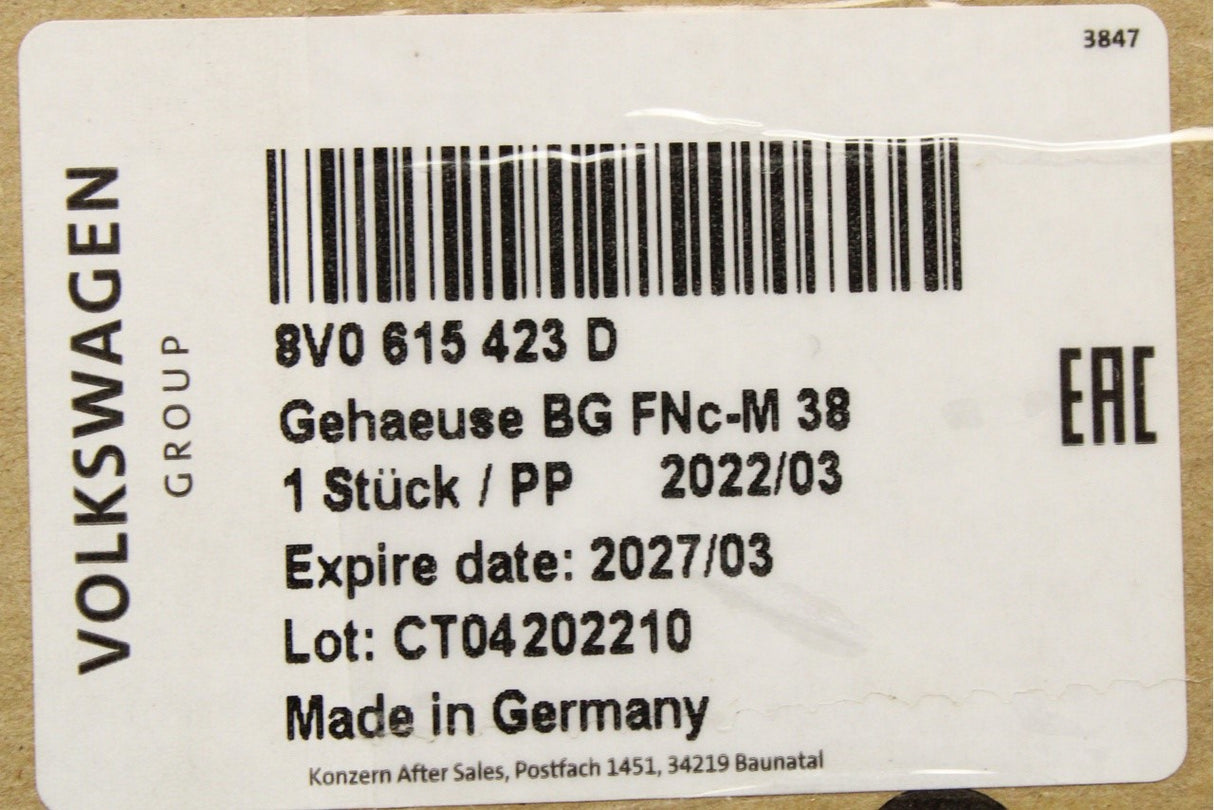 3847
VOLKSWAGEN
GROUP
8V0 615 423 D
Gehaeuse BG FNc-M 38
1 Stück / PP 2022/03
EAC
Expire date: 2027/03
Lot: CT04202210
Made in Germany
Konzern After Sales, Postfach 1451, 34219 Baunatal